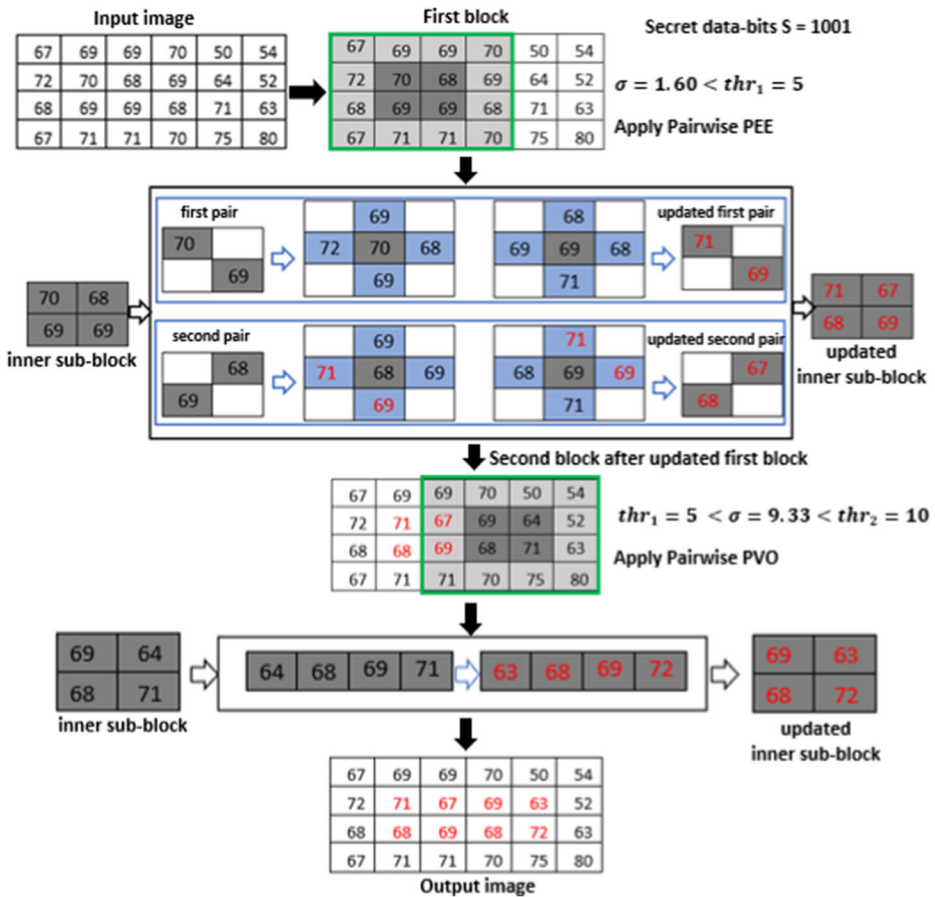 Input image
First block
Secret data-bits S = 1001
67 69 69 70 50 54
72 70 68 69 64 52
68 69 69 68 71 63
67 71 71 70 75 80
67 69 69 70 50 54
72 70 68 69 64 52
68 69 69 68 71 63
67 71 71 70 75 80
σ = 1.60 < thr₁ = 5
Apply Pairwise PEE
first pair
70
69
69
72 70 68
69
68
69 69 68
71
updated first pair
71
69
70 68
69 69
inner sub-block
71 67
68 69
updated
inner sub-block
second pair
68
69
69
71 68 69
69
71
68 69 69
71
updated second pair
67
68
Second block after updated first block
67 69 69 70 50 54
72 71 67 69 64 52
68 68 69 68 71 63
67 71 71 70 75 80
thr₁ = 5 < σ = 9.33 < thr₂ = 10
Apply Pairwise PVO
69 64
68 71
inner sub-block
64 68 69 71
63 68 69 72
69 63
68 72
updated
inner sub-block
67 69 69 70 50 54
72 71 67 69 63 52
68 68 69 68 72 63
67 71 71 70 75 80
Output image